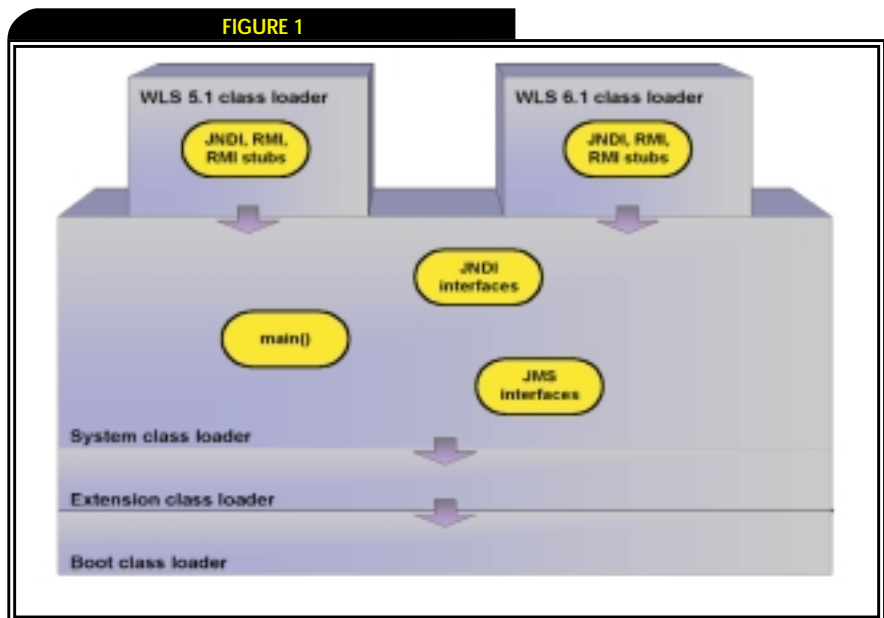 FIGURE 1
WLS 5.1 class loader
WLS 6.1 class loader
JNDI, RMI,
RMI stubs
JNDI, RMI,
RMI stubs
JNDI
interfaces
main()
JMS
interfaces
System class loader
Extension class loader
Boot class loader